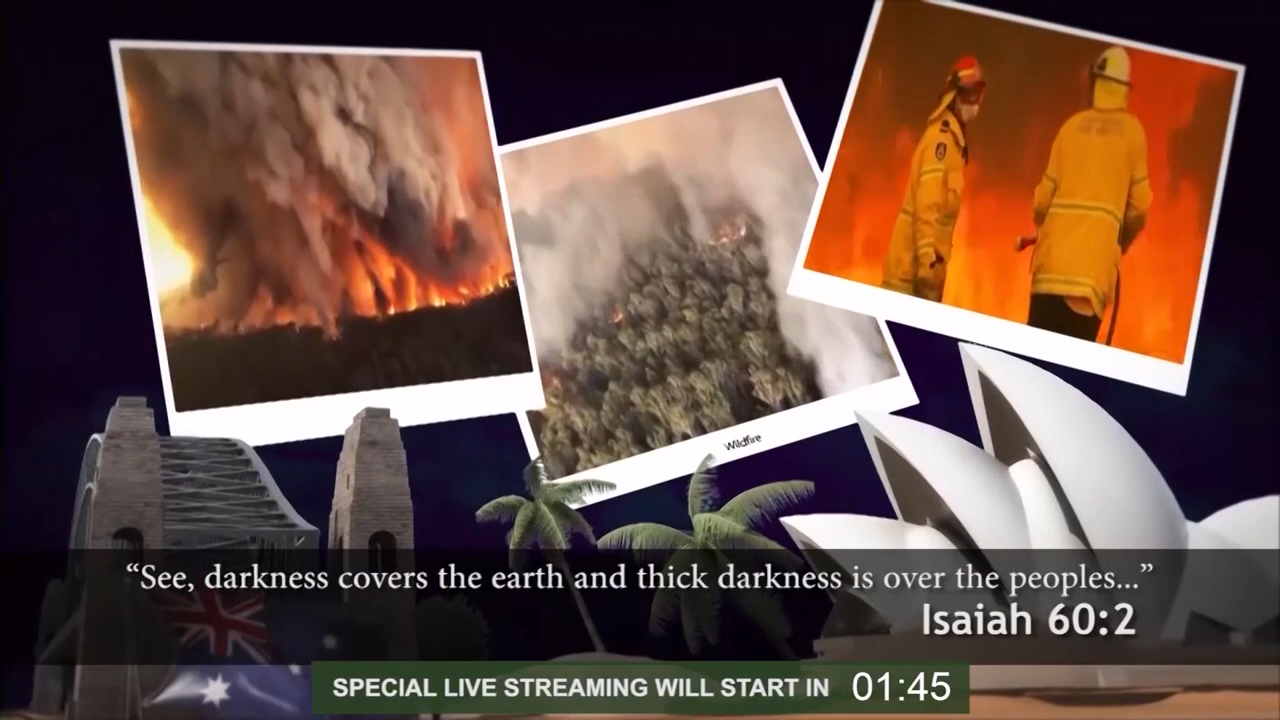 Wildfire
“See, darkness covers the earth and thick darkness is over the peoples...”
Isaiah 60:2
SPECIAL LIVE STREAMING WILL START IN 01:45